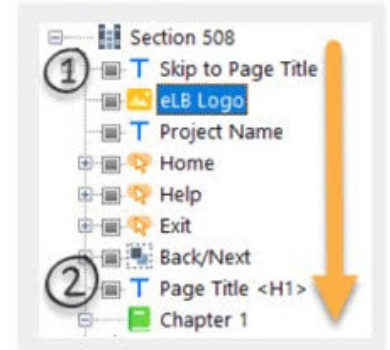 Section 508
① T Skip to Page Title
eLB Logo
T Project Name
Home
Help
Exit
Back/Next
② T Page Title <H1>
Chapter 1